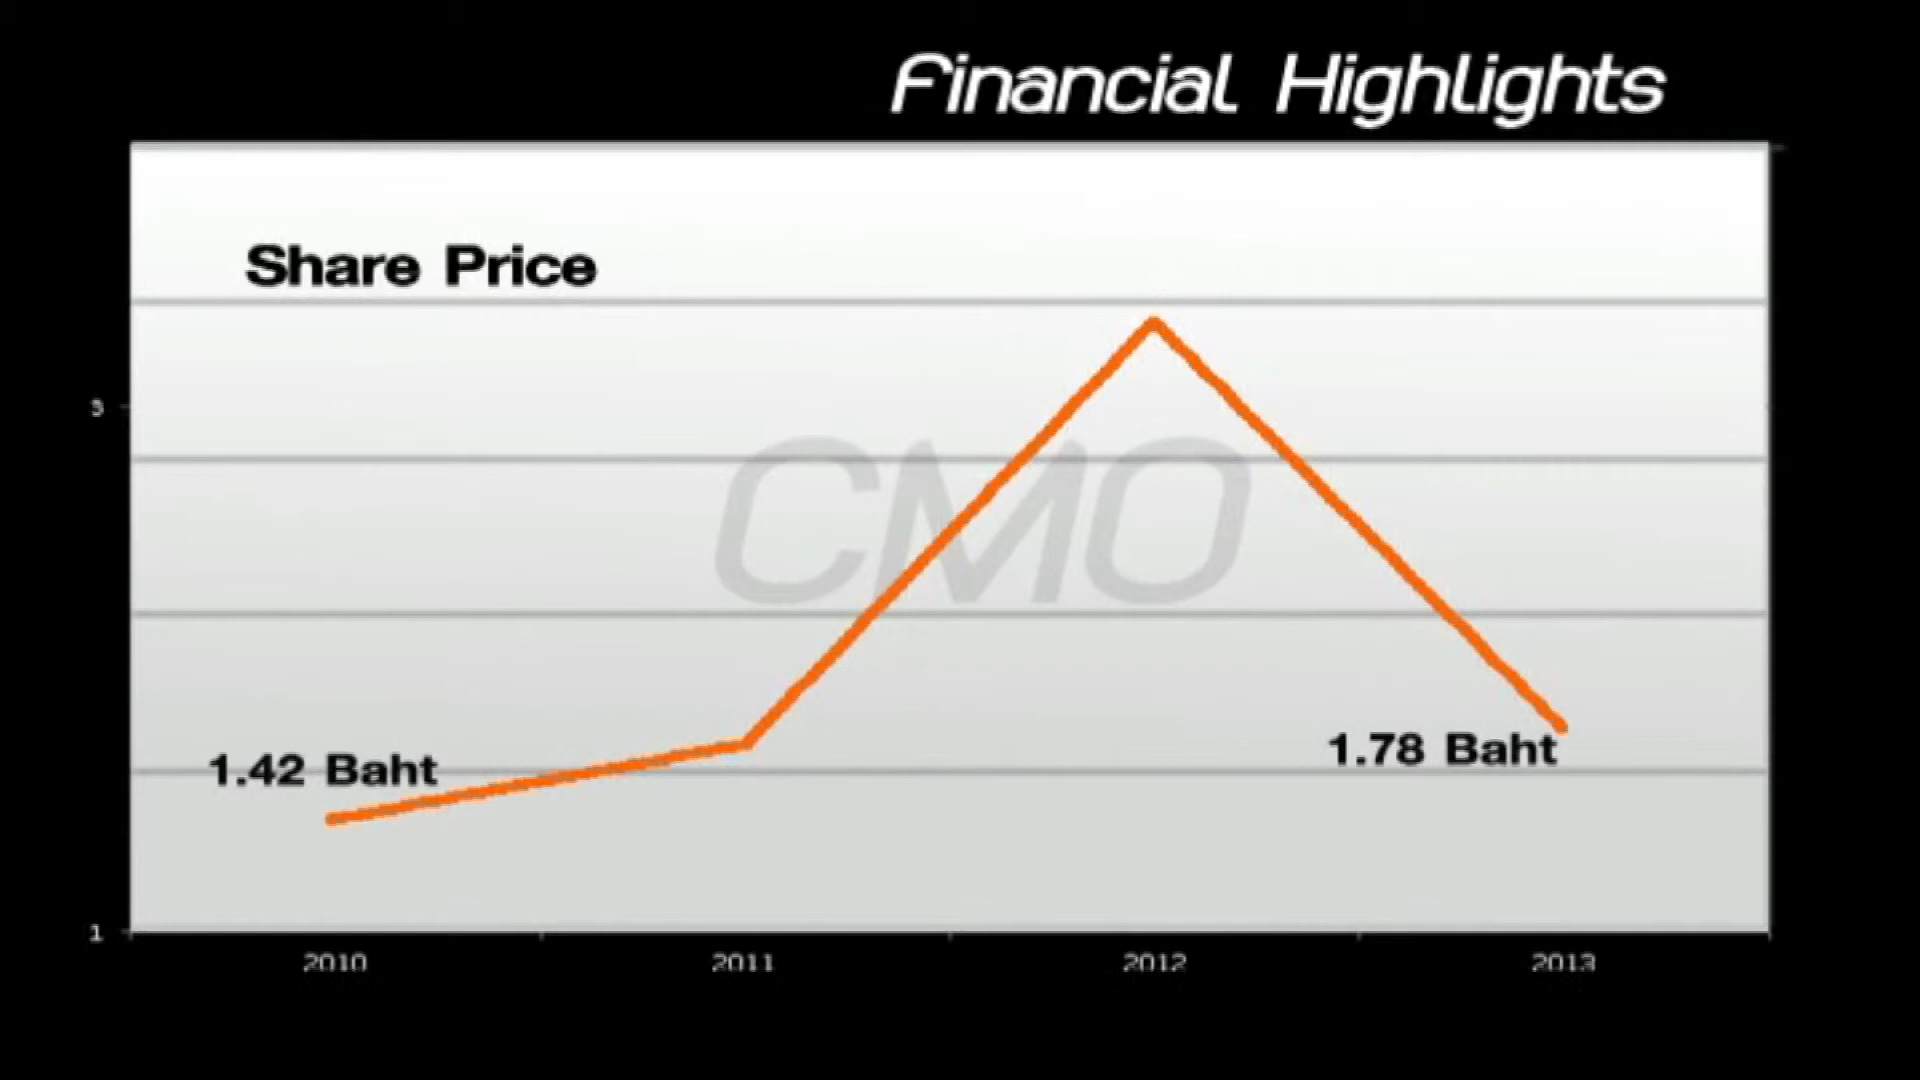 Financial Highlights
Share Price
3
CMO
1.42 Baht
1.78 Baht
1
2010 2011 2012 2013